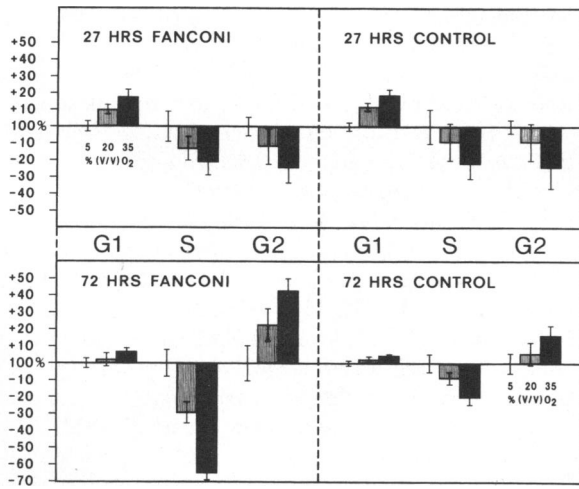 27 HRS FANCONI
27 HRS CONTROL
+50
+40
+30
+20
+10
100%
-10
-20
-30
-40
-50
5 20 35
% (V/V) O2
G1 S G2 G1 S G2
72 HRS FANCONI
72 HRS CONTROL
+50
+40
+30
+20
+10
100%
-10
-20
-30
-40
-50
-60
-70
5 20 35
% (V/V) O2